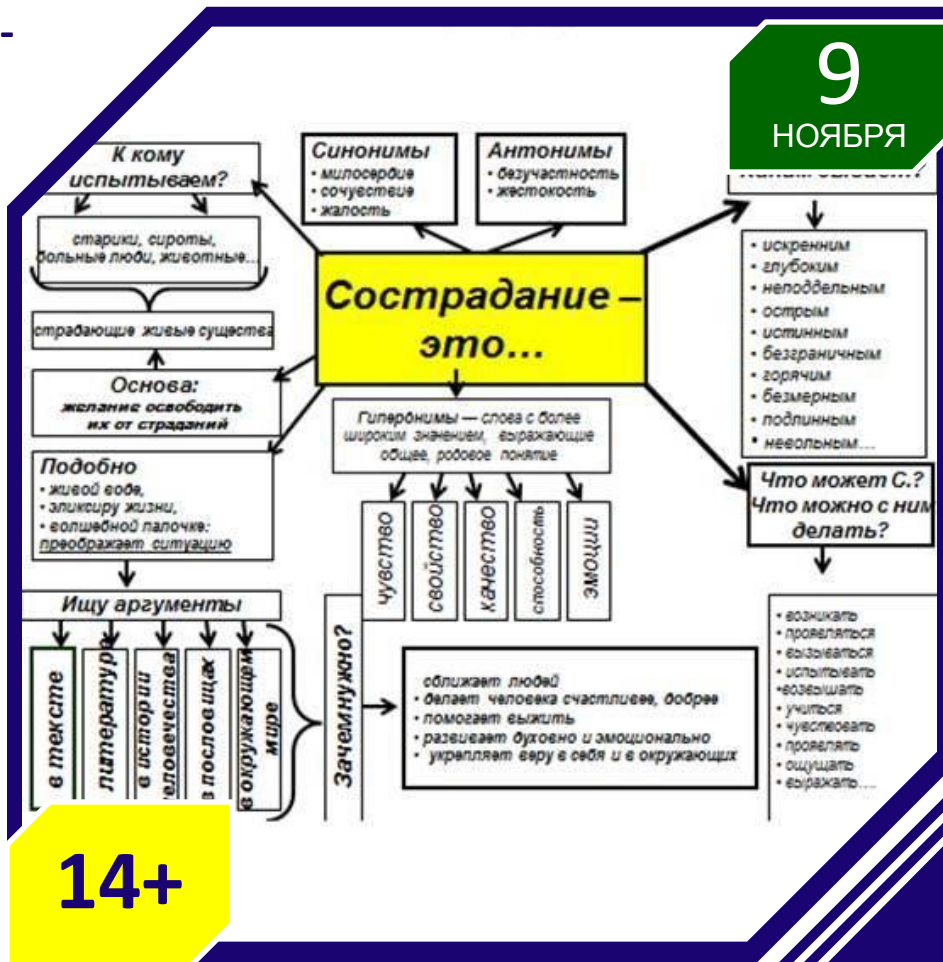 9
НОЯБРЯ
К кому
испытываем?
старики, сироты,
больные люди, животные...
страдающие живые существа
Основа:
желание освободить
их от страданий
Подобно
• живой воде,
• эликсиру жизни,
• волшебной палочке:
преображает ситуацию
Синонимы
• милосердие
• сочувствие
• жалость
Антонимы
• безучастность
• жестокость
Сострадание –
это...
Гиперонимы — слова с более
широким значением, выражающие
общее, родовое понятие
чувство
свойство
качество
способность
эмоции
• искренним
• глубоким
• неподдельным
• острым
• истинным
• безграничным
• горячим
• безмерным
• подлинным
• невольным...
Что может С.?
Что можно с ним
делать?
• возникать
• проявляться
• вызываться
• испытывать
•возвышать
• учиться
• чувствовать
• проявлять
• ощущать
• выражать....
Ищу аргументы
в тексте
литературе
в истории
человечества
в пословицах
в окружающем
мире
Зачемнужно?
сближает людей
• делает человека счастливее, добрее
• помогает выжить
• развивает духовно и эмоционально
• укрепляет веру в себя и в окружающих
14+